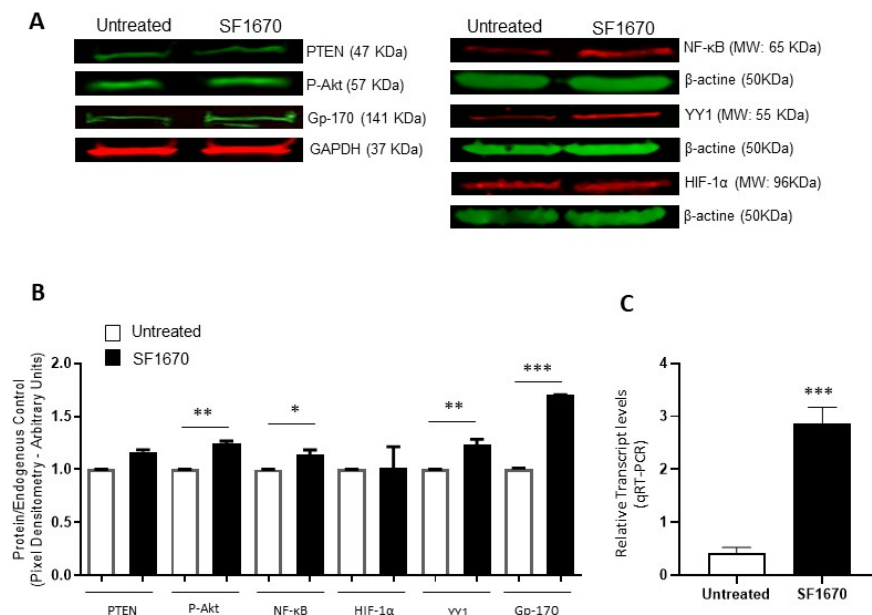 A
Untreated SF1670
PTEN (47 KDa)
P-Akt (57 KDa)
Gp-170 (141 KDa)
GAPDH (37 KDa)
Untreated SF1670
NF-κB (MW: 65 KDa)
β-actine (50KDa)
YY1 (MW: 55 KDa)
β-actine (50KDa)
HIF-1α (MW: 96KDa)
β-actine (50KDa)
B
Untreated
SF1670
Protein/Endogenous Control
(Pixel Densitometry - Arbitrary Units)
2.0
1.5
1.0
0.5
0.0
** * ** ***
PTEN P-Akt NF-κB HIF-1α YY1 Gp-170
C
Relative Transcript levels
(qRT-PCR)
4
3
2
1
0
***
Untreated SF1670